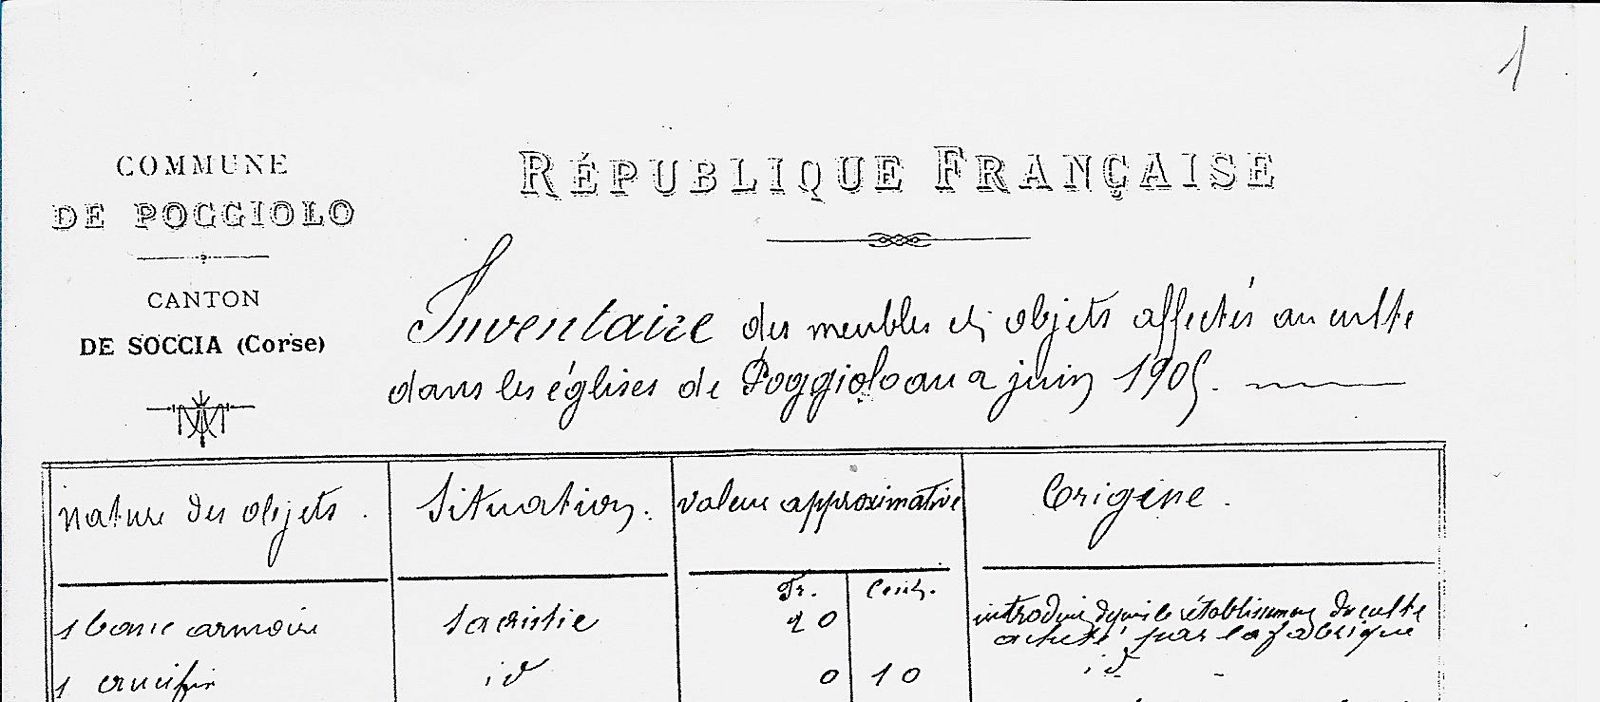 1
COMMUNE
DE POGGIOLO
CANTON
DE SOCCIA (Corse)
RÉPUBLIQUE FRANÇAISE
Inventaire des meubles et objets affectés au culte
dans les églises de Poggiolo au 2 juin 1905.
nature des objets. Situation. valeur approximative Origine.
Fr. Cent.
1 armoire Sacristie 20 introduit depuis le établissement du culte
acheté par la fabrique
1 crucifix id 0 10 id -